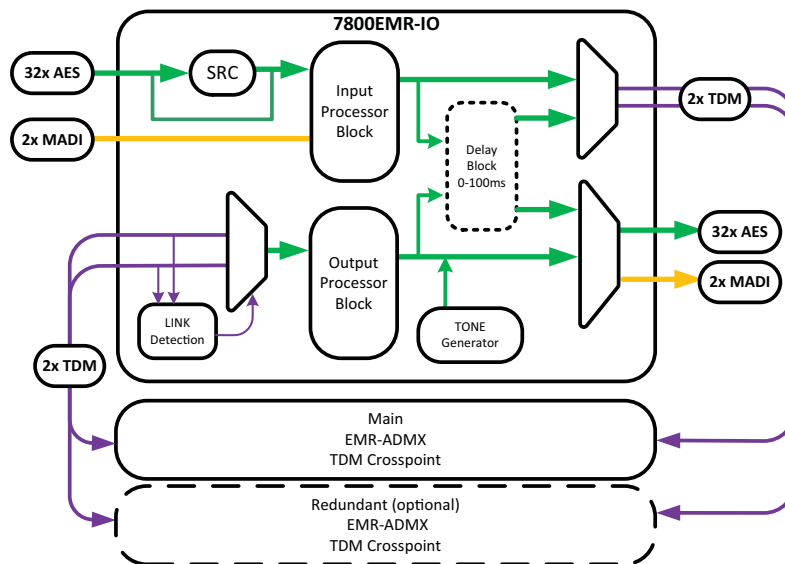 7800EMR-IO
32x AES
SRC
Input
Processor
Block
2x TDM
2x MADI
Delay
Block
0-100ms
32x AES
2x MADI
Output
Processor
Block
LINK
Detection
TONE
Generator
2x TDM
Main
EMR-ADMX
TDM Crosspoint
Redundant (optional)
EMR-ADMX
TDM Crosspoint